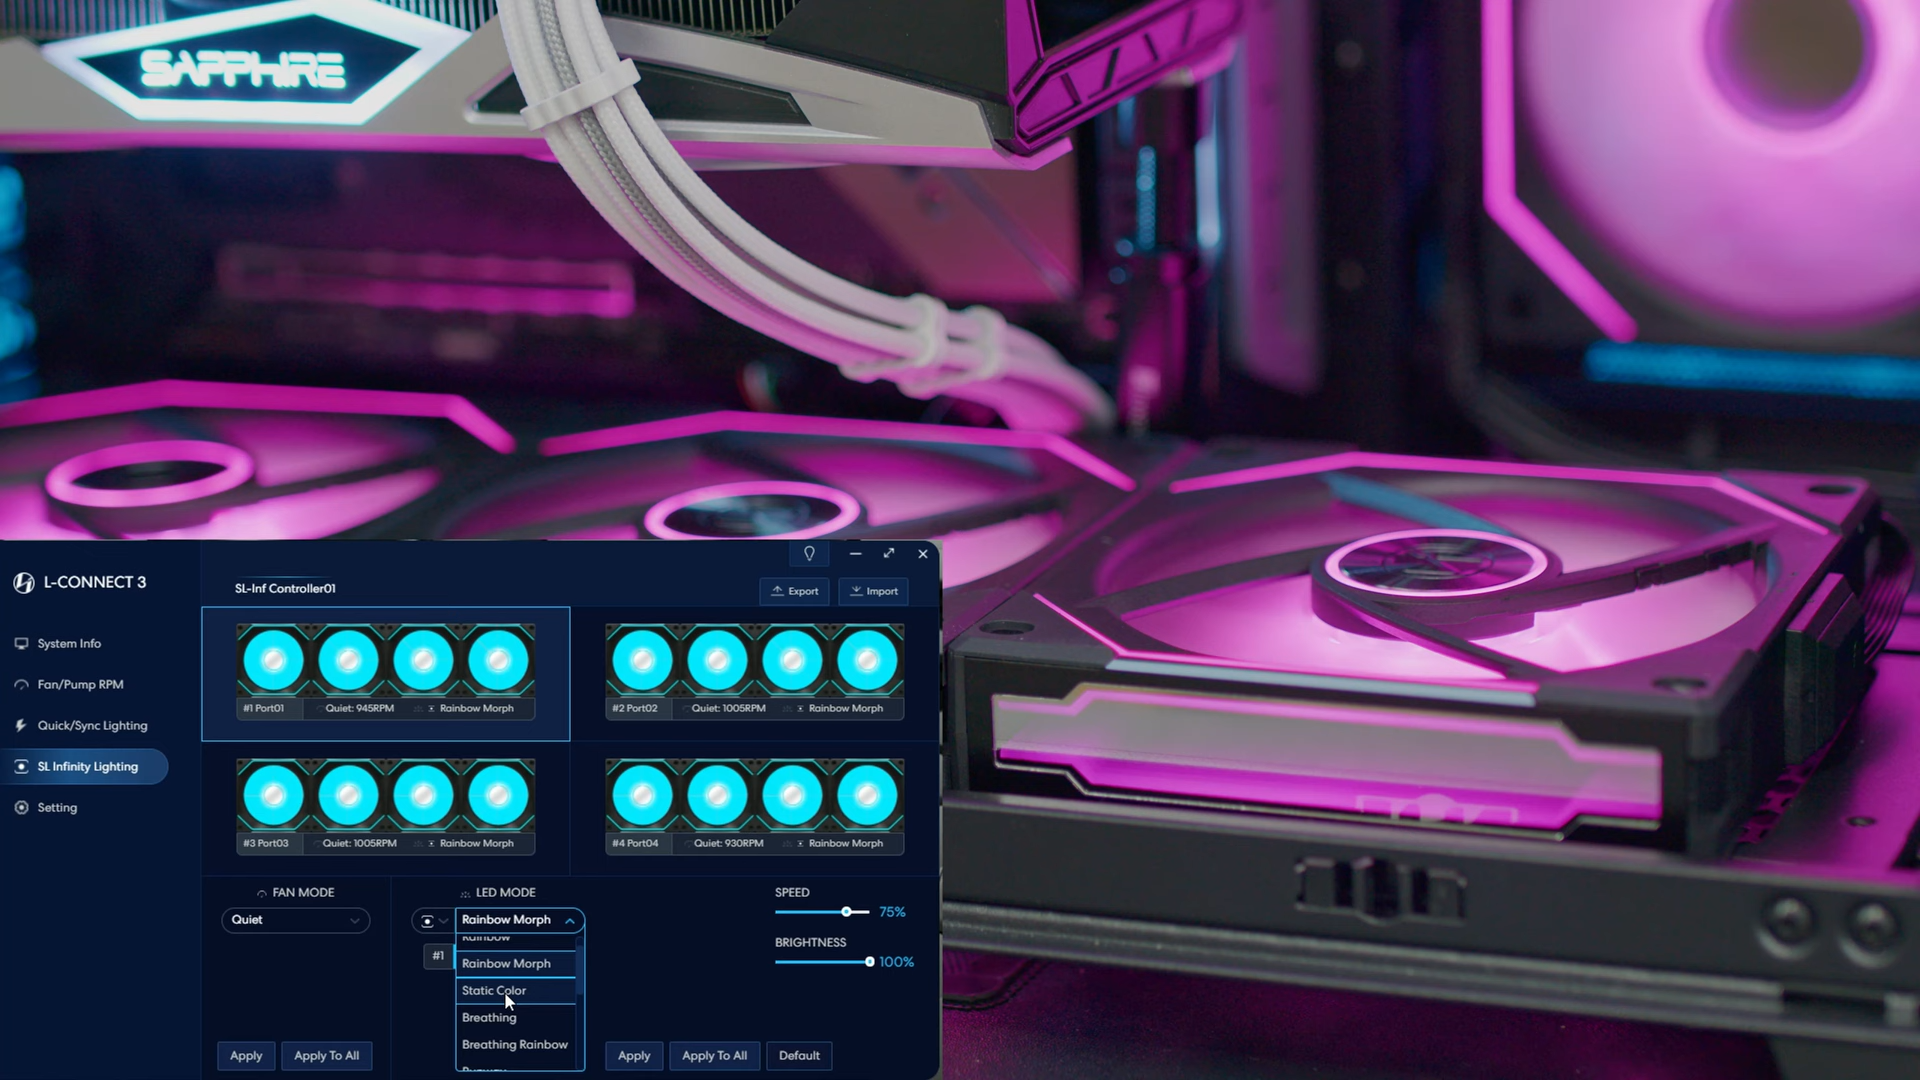 SAPPHIRE
L-CONNECT 3
SL-Inf Controller01
Export
Import
System Info
Fan/Pump RPM
Quick/Sync Lighting
SL Infinity Lighting
Setting
#1 Port01 Quiet: 945RPM Rainbow Morph
#2 Port02 Quiet: 1005RPM Rainbow Morph
#3 Port03 Quiet: 1005RPM Rainbow Morph
#4 Port04 Quiet: 930RPM Rainbow Morph
FAN MODE
Quiet
LED MODE
Rainbow Morph
#1
Rainbow
Rainbow Morph
Static Color
Breathing
Breathing Rainbow
SPEED
75%
BRIGHTNESS
100%
Apply
Apply To All
Apply
Apply To All
Default